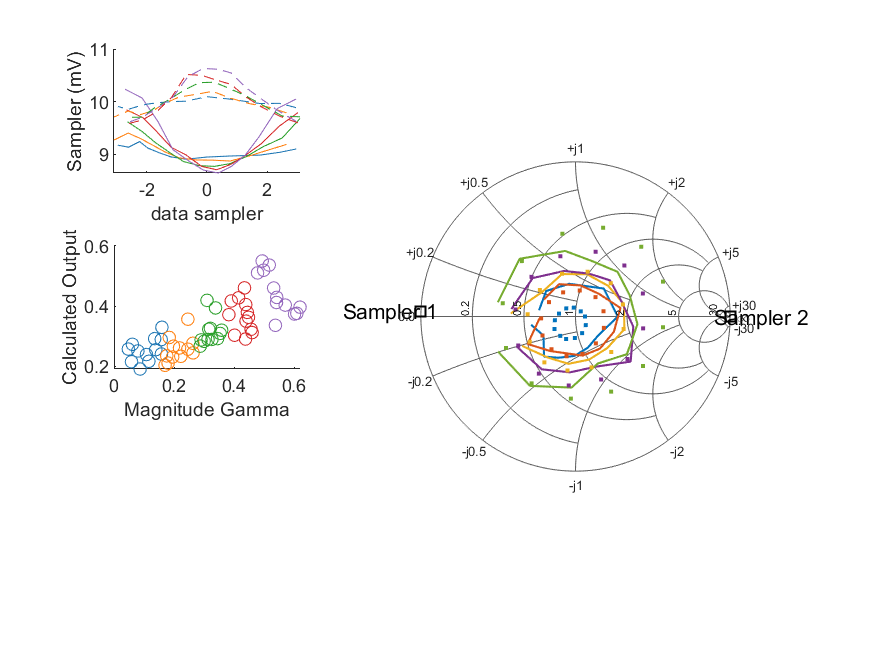 11
10
9
Sampler (mV)
-2 0 2
data sampler
0.6
0.4
0.2
Calculated Output
0 0.2 0.4 0.6
Magnitude Gamma
+j1
+j0.5 +j2
+j0.2 +j5
Sampler 1
0.2 0.5 1 2 5 30
+j30
Sampler 2
-j30
-j0.2 -j5
-j0.5 -j2
-j1